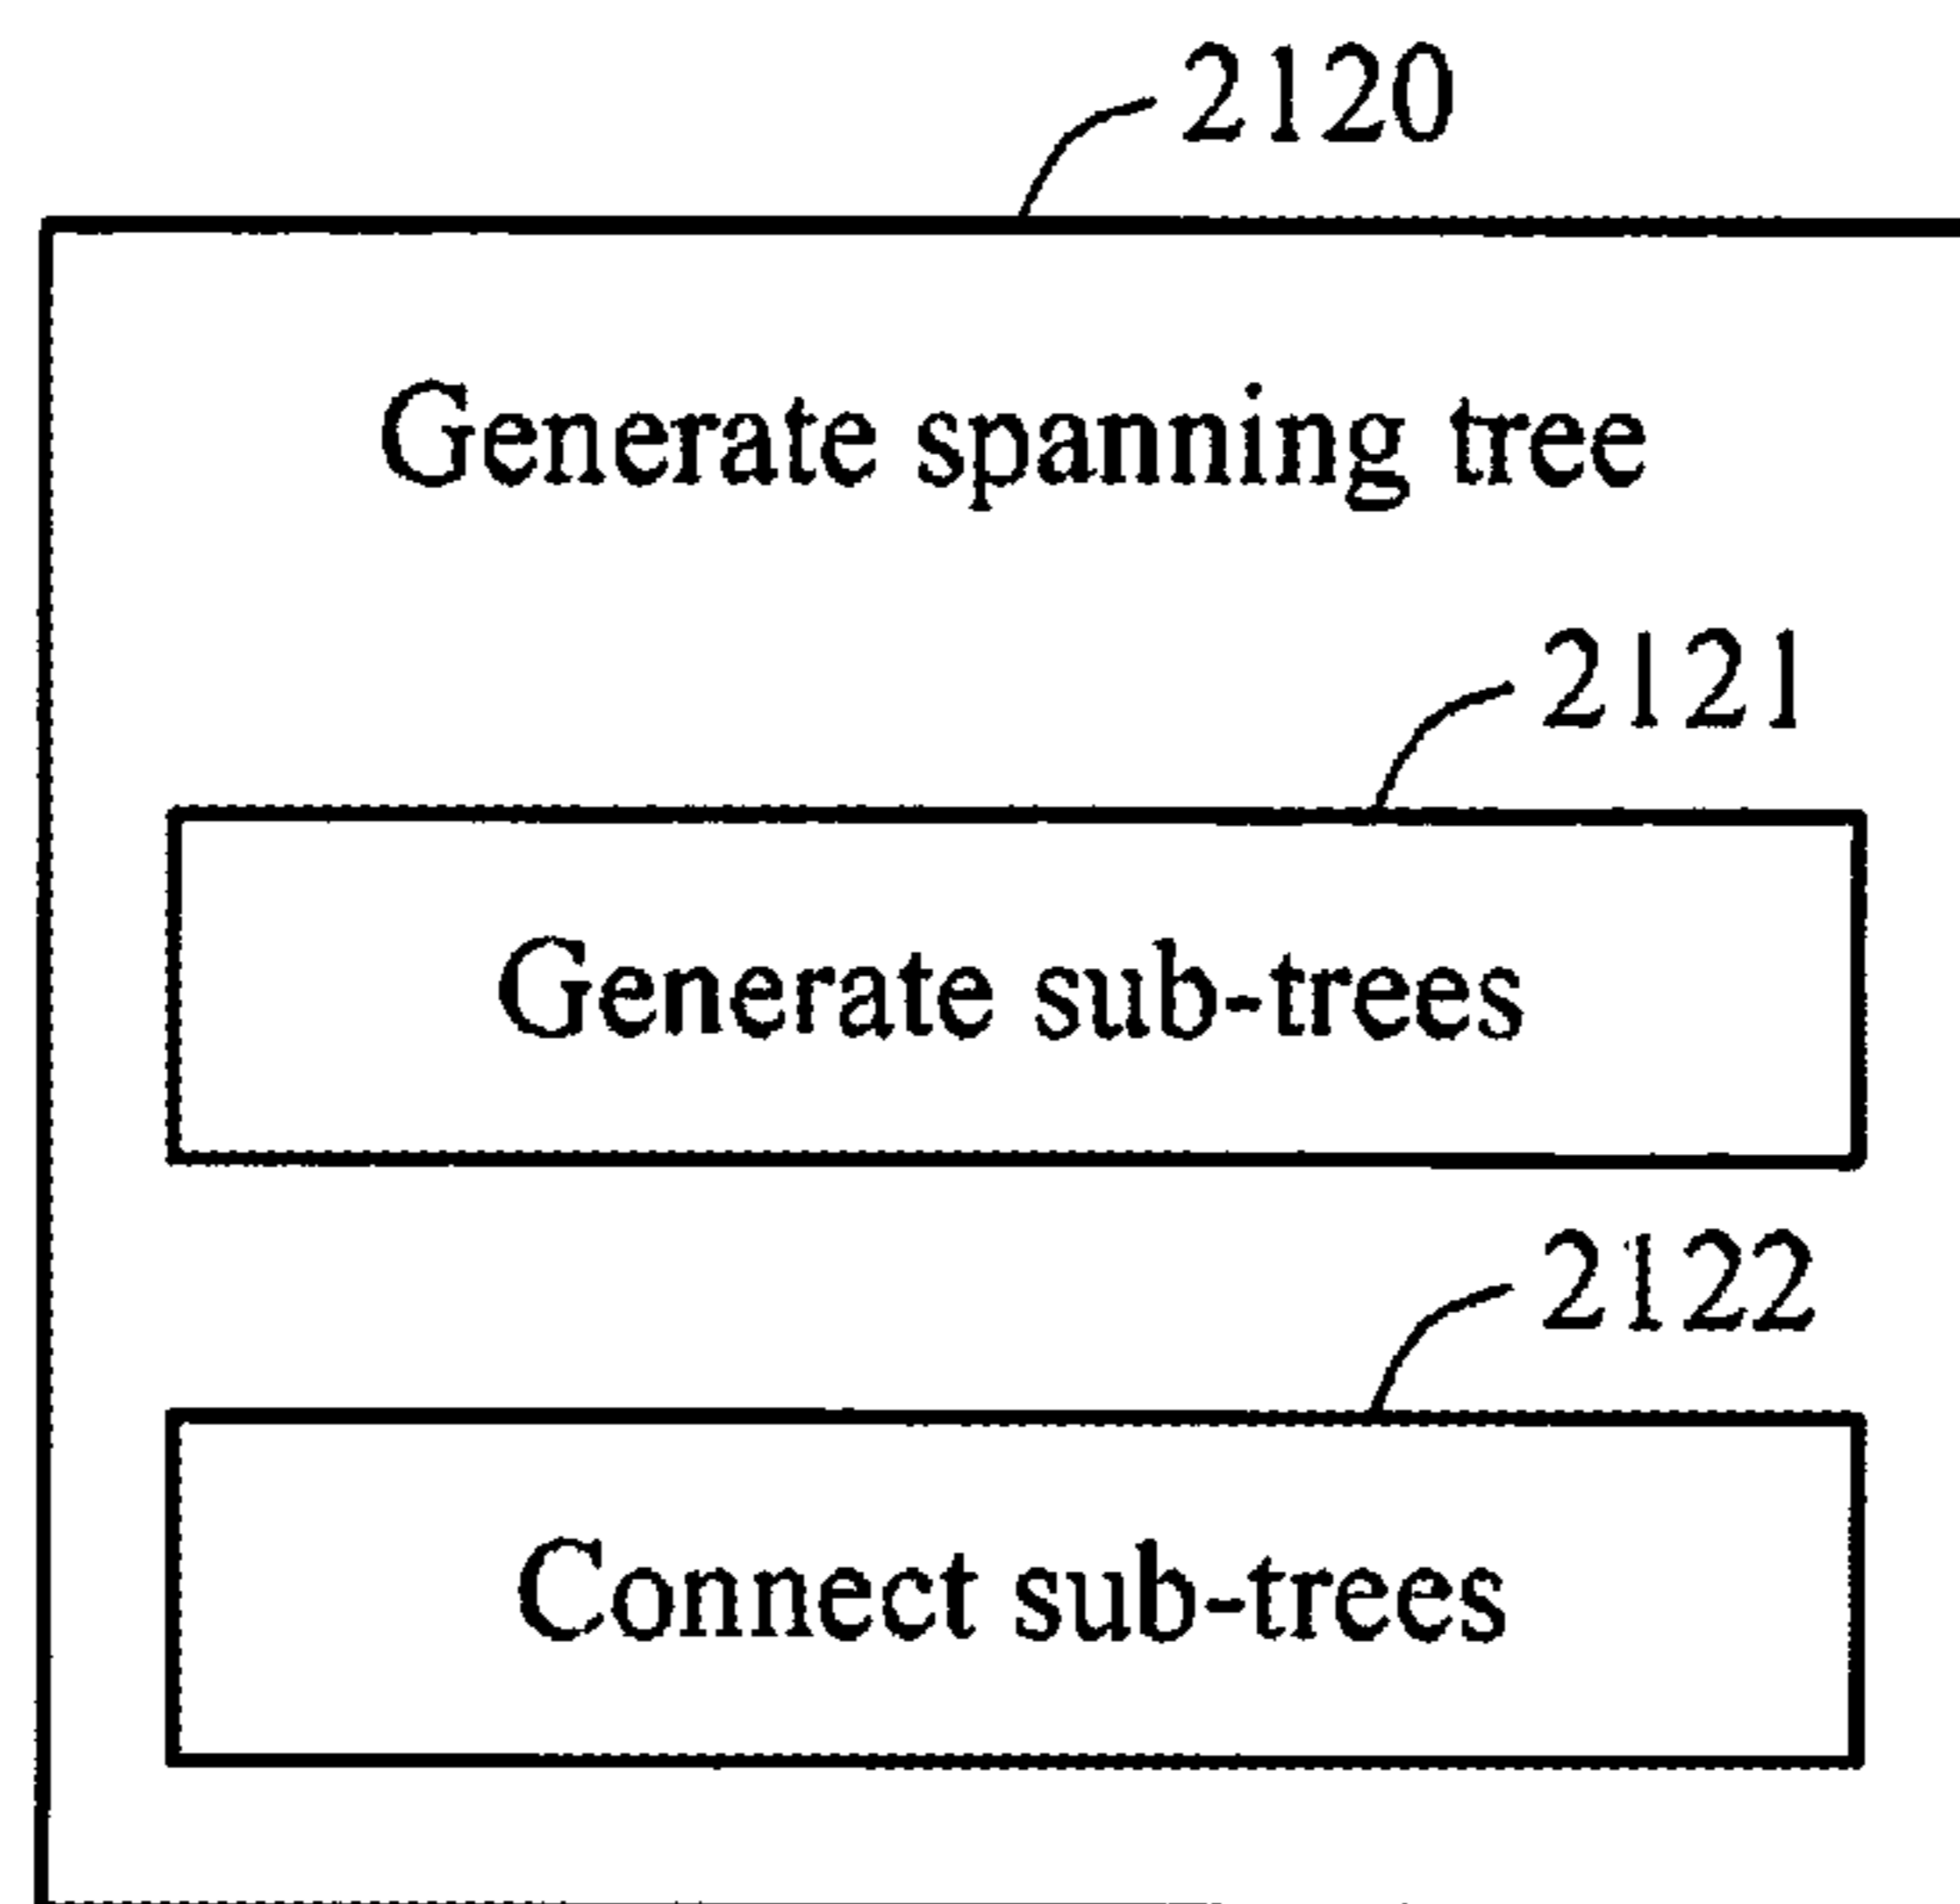 2120
Generate spanning tree
2121
Generate sub-trees
2122
Connect sub-trees